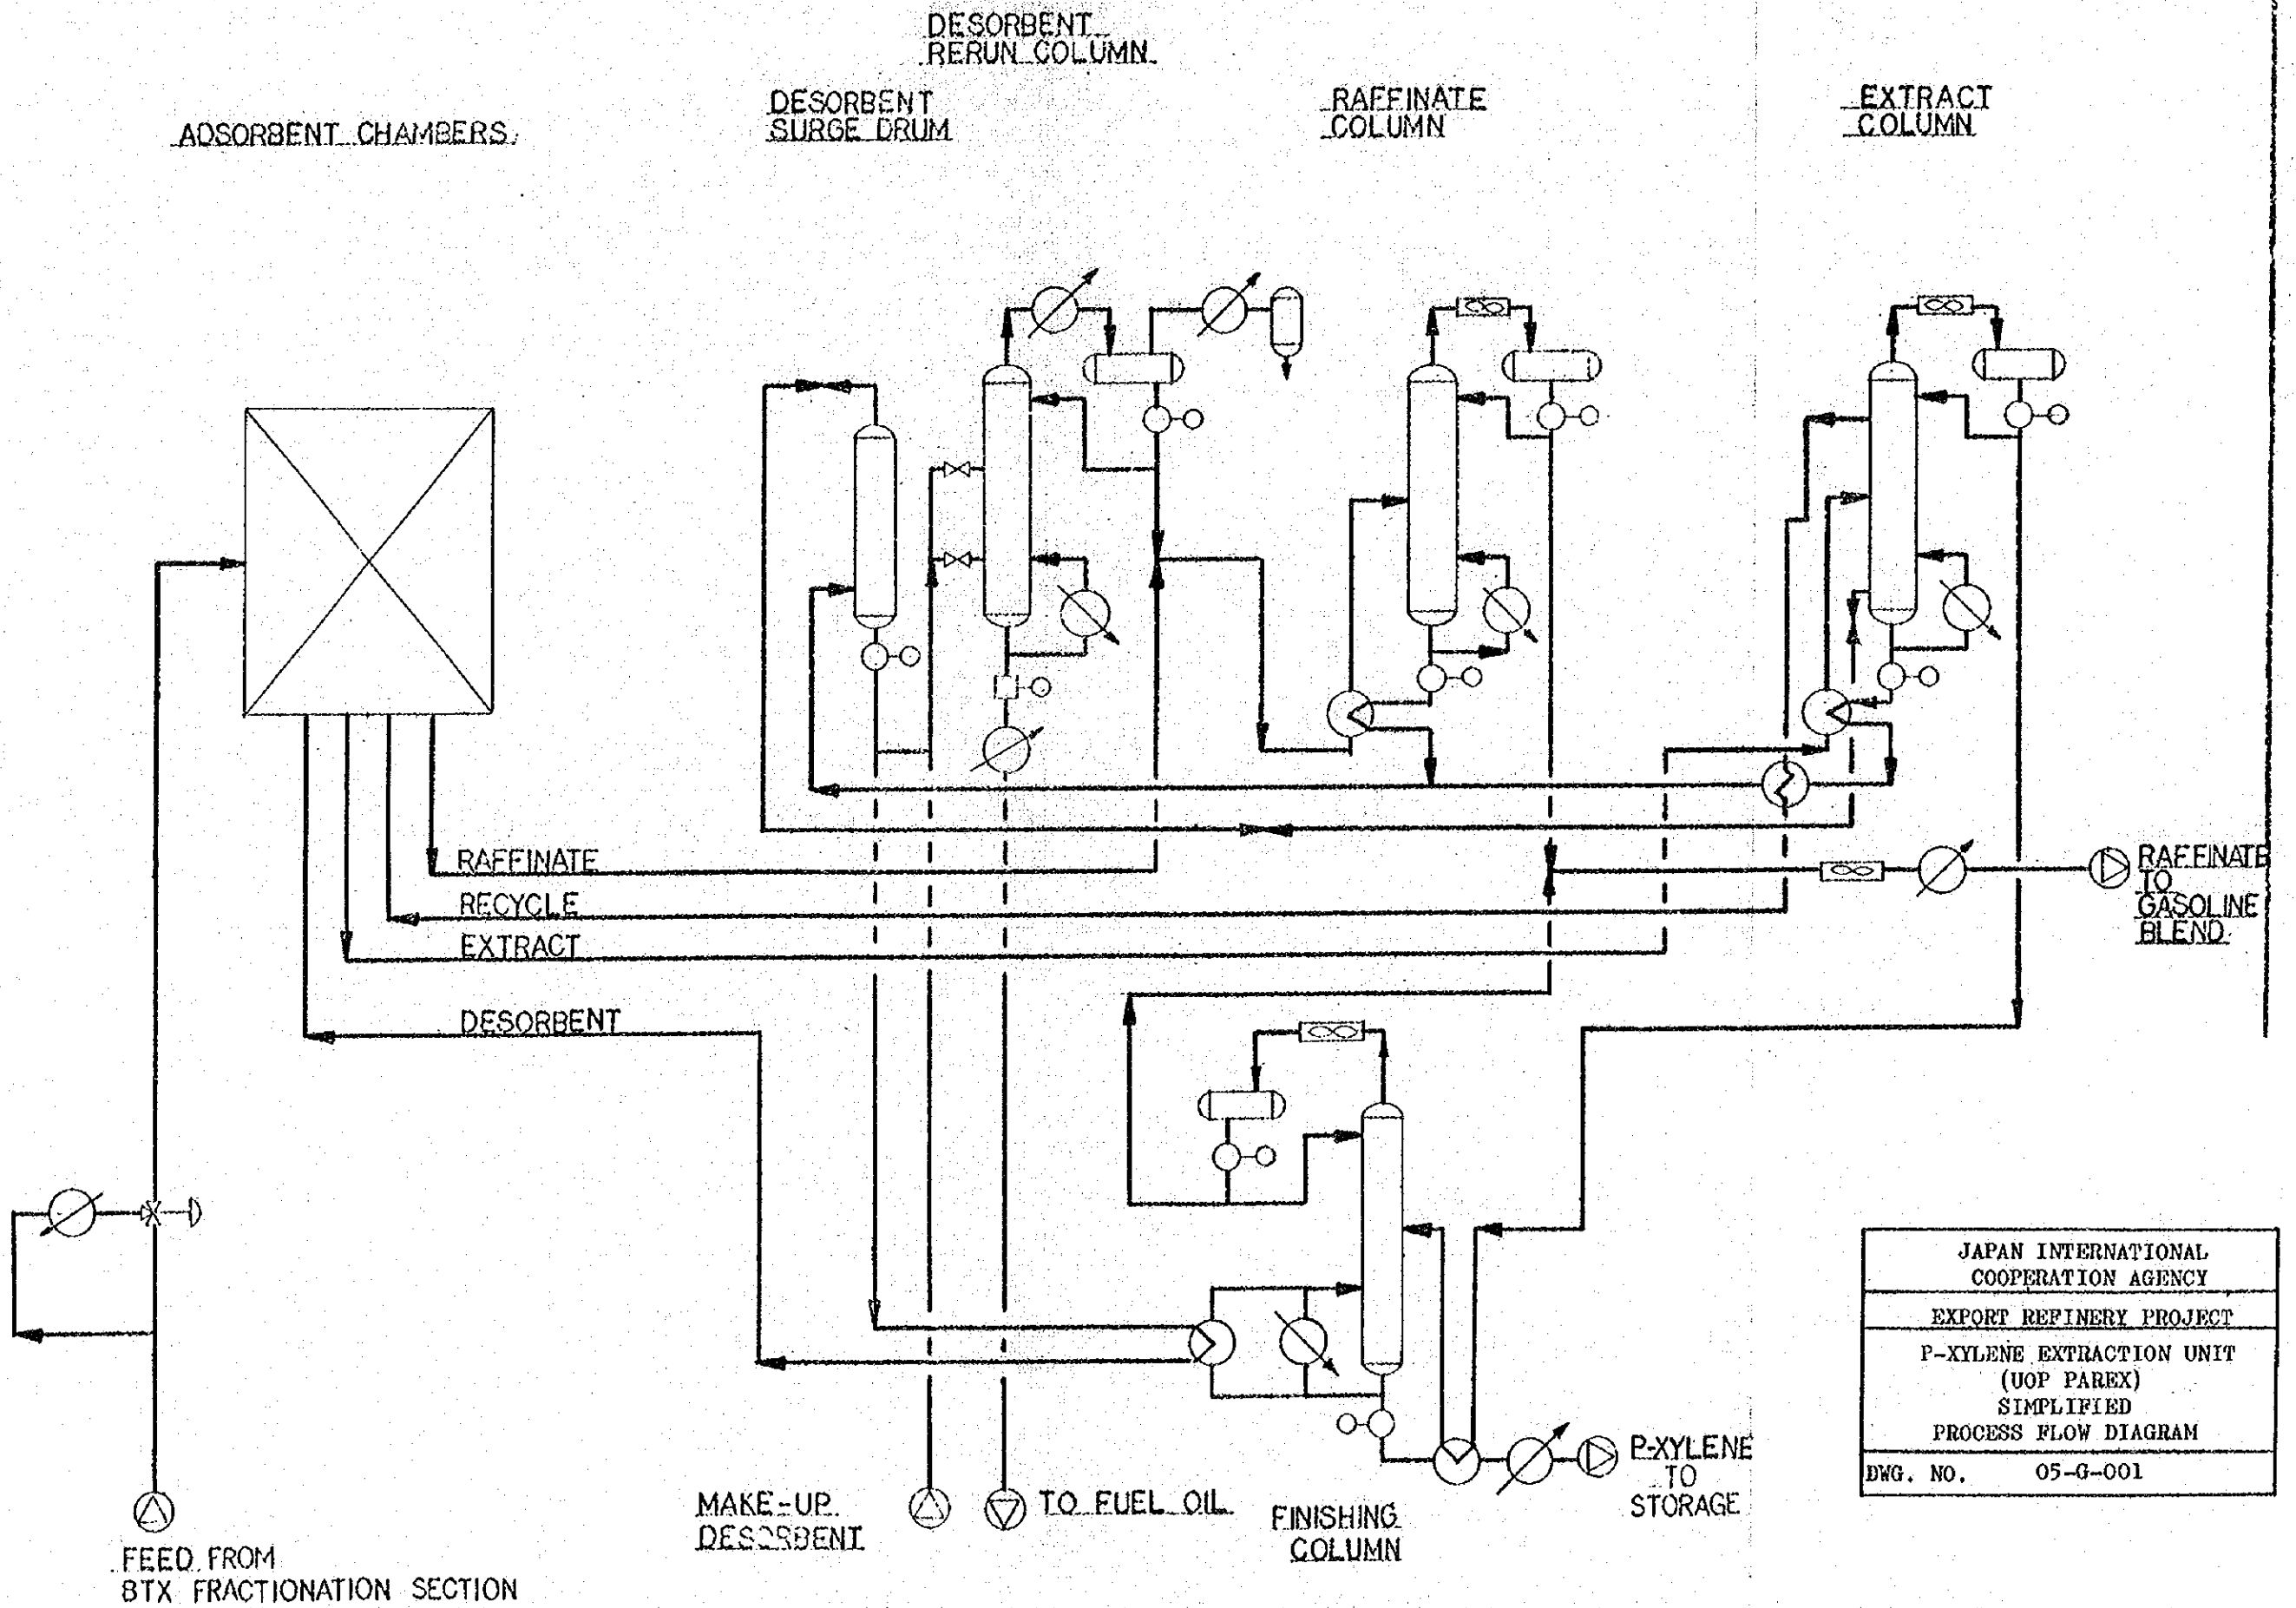 DESORBENT
RERUN COLUMN
DESORBENT
SURGE DRUM
RAFFINATE
COLUMN
EXTRACT
COLUMN
ADSORBENT CHAMBERS
RAFFINATE
RECYCLE
EXTRACT
DESORBENT
RAFFINATE
TO
GASOLINE
BLEND
JAPAN INTERNATIONAL
COOPERATION AGENCY
EXPORT REFINERY PROJECT
P-XYLENE EXTRACTION UNIT
(UOP PAREX)
SIMPLIFIED
PROCESS FLOW DIAGRAM
DWG. NO. 05-G-001
P-XYLENE
TO
STORAGE
MAKE-UP
DESORBENT
TO FUEL OIL
FINISHING
COLUMN
FEED FROM
BTX FRACTIONATION SECTION